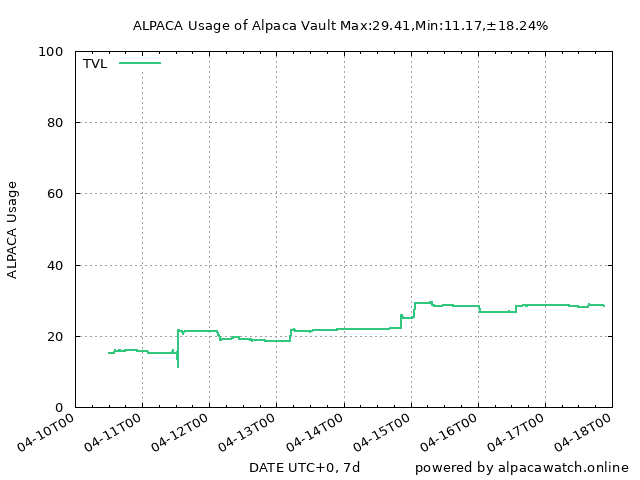 ALPACA Usage of Alpaca Vault Max:29.41,Min:11.17,±18.24%
TVL
100
80
60
40
20
0
ALPACA Usage
04-10T00
04-11T00
04-12T00
04-13T00
04-14T00
04-15T00
04-16T00
04-17T00
04-18T00
DATE UTC+0, 7d
powered by alpacawatch.online